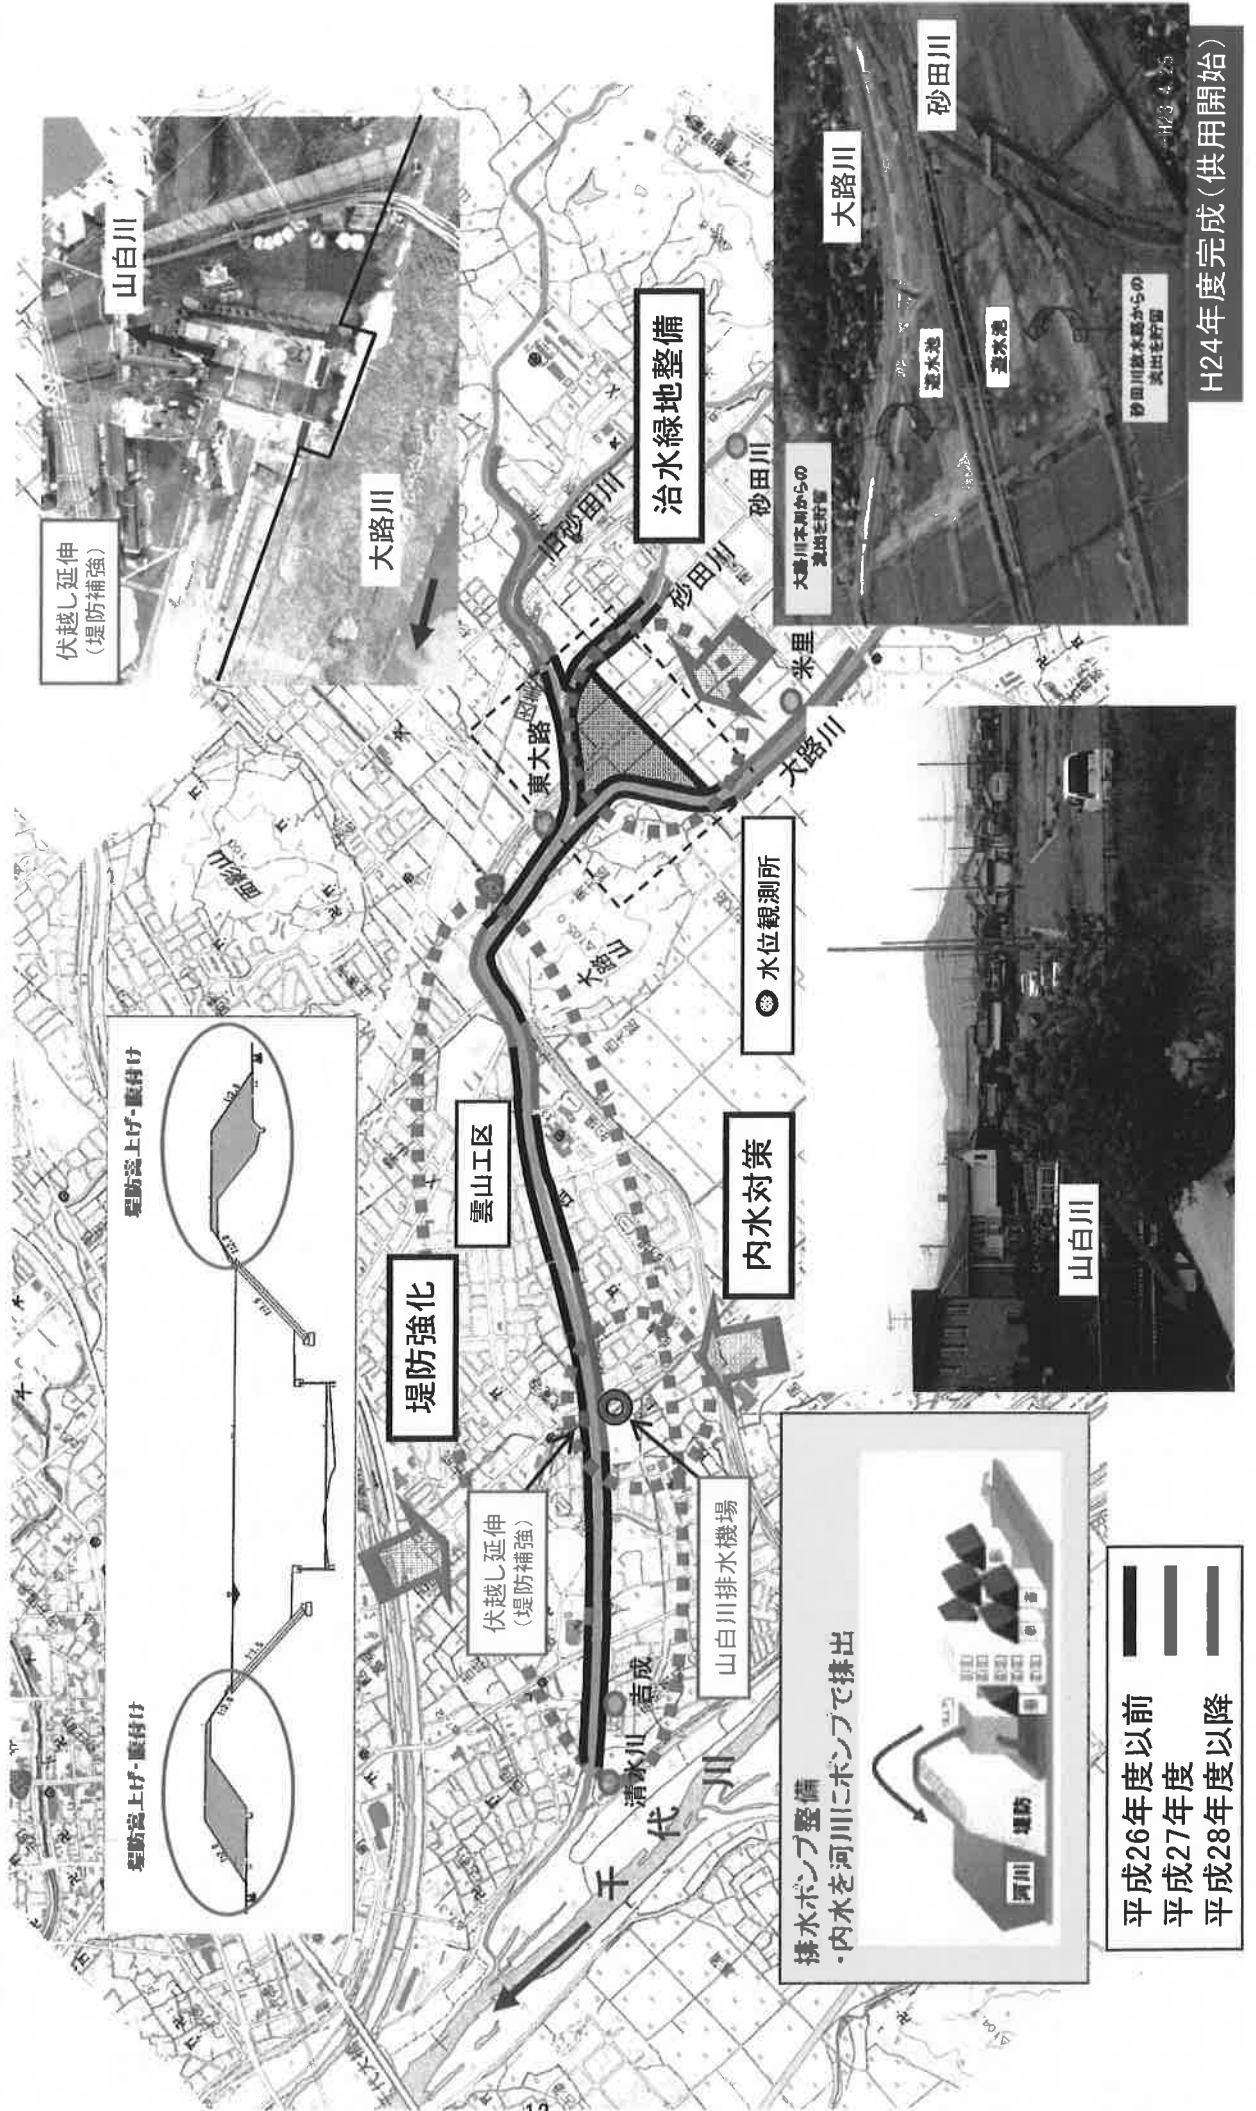 堤防嵩上げ・腹付け
堤防嵩上げ・腹付け
伏越し延伸
（堤防補強）
山白川
大路川
面影山
堤防強化
雲山工区
東大路
旧砂田川
治水緑地整備
砂田川
砂田川
伏越し延伸
（堤防補強）
山白川排水機場
清水川
吉成
千代川
大路山
米里
大路川
内水対策
水位観測所
排水ポンプ整備
・内水を河川にポンプで排出
河川
堤防
山白川
大路川本川からの
流出を貯留
大路川
砂田川
遊水池
遊水池
砂田川放水路からの
流出を貯留
H23 4 25
H24年度完成（供用開始）
平成26年度以前
平成27年度
平成28年度以降